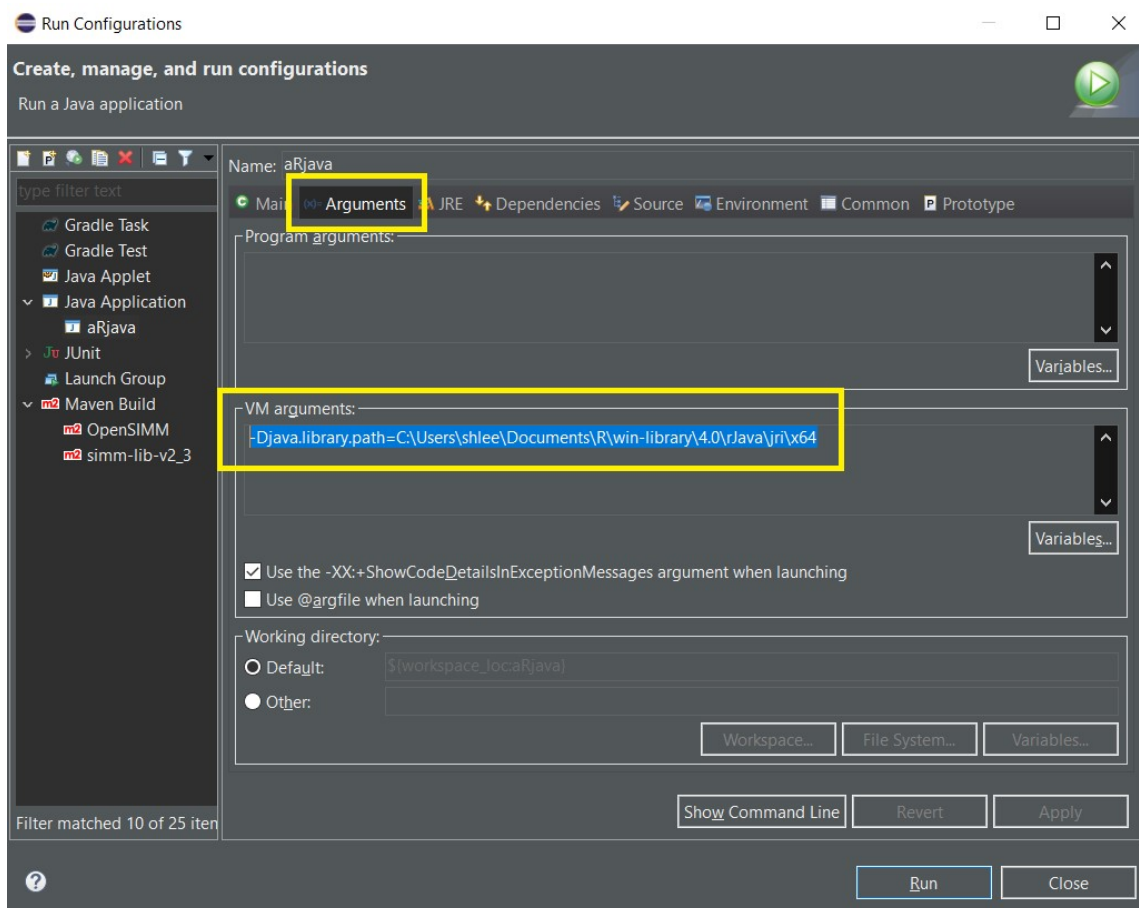 Run Configurations
Create, manage, and run configurations
Run a Java application
type filter text
Gradle Task
Gradle Test
Java Applet
Java Application
aRjava
JUnit
Launch Group
Maven Build
OpenSIMM
simm-lib-v2_3
Filter matched 10 of 25 iten
Name: aRjava
Mai Arguments JRE Dependencies Source Environment Common Prototype
Program arguments:
Variables...
VM arguments:
-Djava.library.path=C:\Users\shlee\Documents\R\win-library\4.0\rJava\jri\x64
Variables...
Use the -XX:+ShowCodeDetailsInExceptionMessages argument when launching
Use @argfile when launching
Working directory:
Default: ${workspace_loc:aRjava}
Other:
Workspace... File System... Variables...
Show Command Line Revert Apply
Run Close